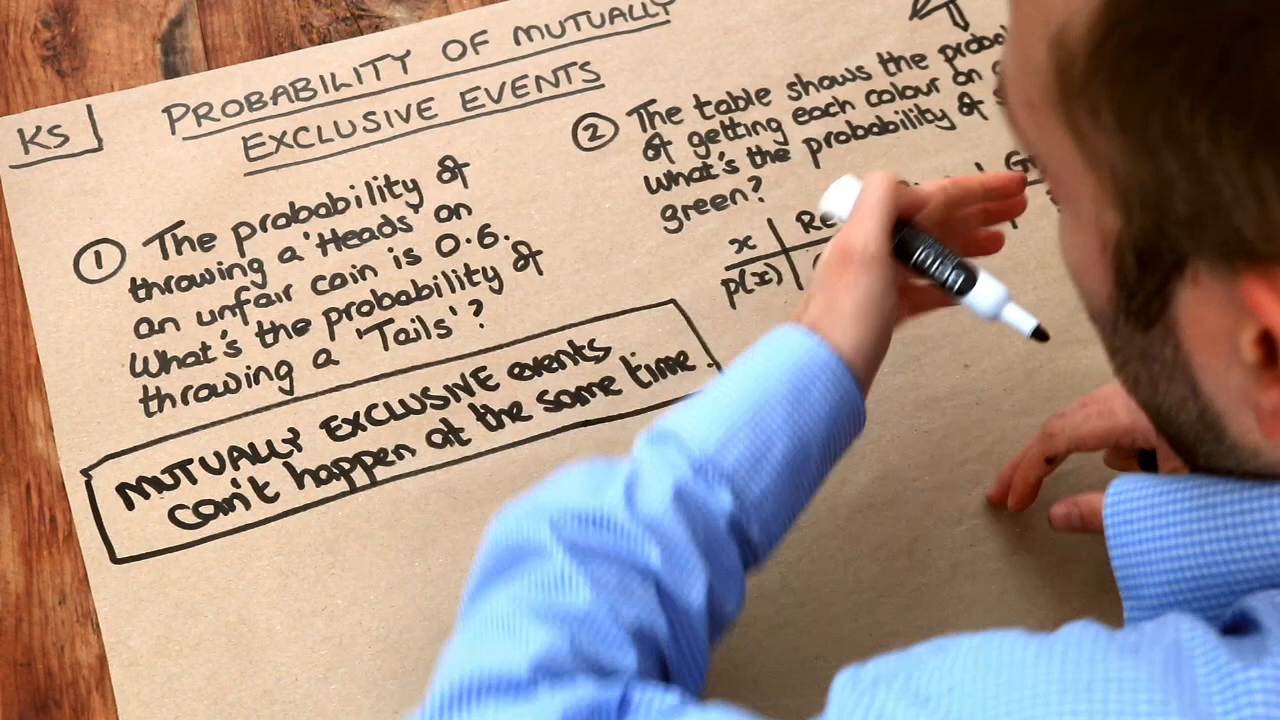 KS
PROBABILITY OF MUTUALLY
EXCLUSIVE EVENTS
① The probability of
throwing a 'Heads' on
an unfair coin is 0.6.
What's the probability of
throwing a 'Tails'?
MUTUALLY EXCLUSIVE events
can't happen at the same time.
② The table shows the
of getting each colour on
What's the probability of
green?
x
p(x)